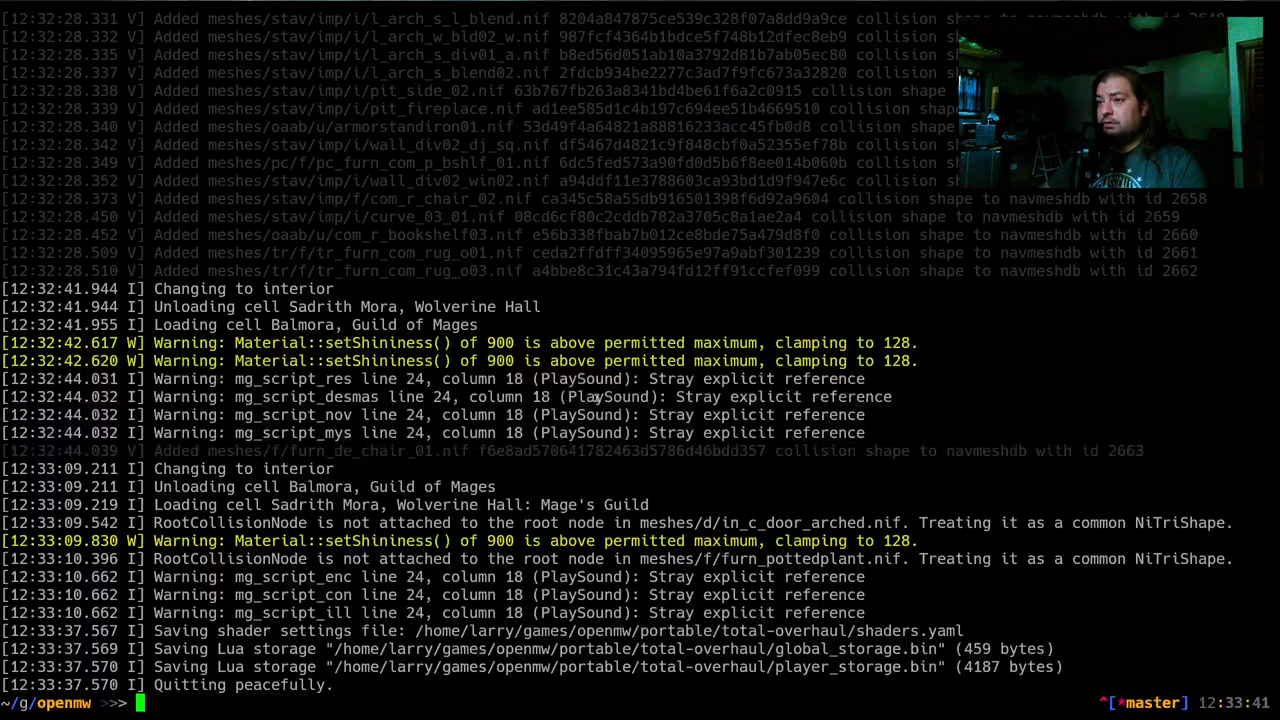 [12:32:28.331 V] Added meshes/stav/imp/i/l_arch_s_l_blend.nif 8204a847875ce539c328f07a8dd9a9ce collision shape to navmeshdb with id 2648
[12:32:28.332 V] Added meshes/stav/imp/i/l_arch_w_bld02_w.nif 987fcf4364b1bdce5f748b12dfec8eb9 collision shape
[12:32:28.335 V] Added meshes/stav/imp/i/l_arch_s_div01_a.nif b8ed56d051ab10a3792d81b7ab05ec80 collision shape
[12:32:28.337 V] Added meshes/stav/imp/i/l_arch_s_blend02.nif 2fdcb934be2277c3ad7f9fc673a32820 collision shape
[12:32:28.338 V] Added meshes/stav/imp/i/pit_side_02.nif 63b767fb263a8341bd4be61f6a2c0915 collision shape
[12:32:28.339 V] Added meshes/stav/imp/i/fireplace.nif ad1ee585d1c4b197e094ee51b4669510 collision shape
[12:32:28.340 V] Added meshes/oaab/u/armorstand_iron01.nif collision shape
[12:32:28.342 V] Added meshes/stav/imp/i/wall_div02_dj_sq.nif df5467d4821c9f848cbf0a52355ef78b collision shape
[12:32:28.349 V] Added meshes/tr/f/pc_furn_com_p_bshlf_01.nif 0dc5fed573a90fd0d5b6f8ee014b060b collision shape
[12:32:28.352 V] Added meshes/stav/imp/i/wall_div02_win02.nif a94ddf11e3788603ca93bd1d9f947e6c collision shape
[12:32:28.373 V] Added meshes/stav/imp/f/com_r_chair_02.nif ca345c58a55db916501398f6d92a9604 collision shape to navmeshdb with id 2658
[12:32:28.450 V] Added meshes/stav/imp/i/curve_03_01.nif 08cd6cf80c2cddb782a3705c8a1ae2a4 collision shape to navmeshdb with id 2659
[12:32:28.452 V] Added meshes/oaab/u/com_r_bookshelf03.nif e56b338fbab7b012ce8bde75a479d8f0 collision shape to navmeshdb with id 2660
[12:32:28.509 V] Added meshes/tr/f/tr_furn_com_rug_o01.nif ceda2ffdff34095965e97a9abf301239 collision shape to navmeshdb with id 2661
[12:32:28.510 V] Added meshes/tr/f/tr_furn_com_rug_o03.nif a4bbe8c31c43a794fd12ff91ccfef099 collision shape to navmeshdb with id 2662
[12:32:41.944 I] Changing to interior
[12:32:41.944 I] Unloading cell Sadrith Mora, Wolverine Hall
[12:32:41.955 I] Loading cell Balmora, Guild of Mages
[12:32:42.617 W] Warning: Material::setShininess() of 900 is above permitted maximum, clamping to 128.
[12:32:42.620 W] Warning: Material::setShininess() of 900 is above permitted maximum, clamping to 128.
[12:32:44.031 I] Warning: mg_script_res line 24, column 18 (PlaySound): Stray explicit reference
[12:32:44.032 I] Warning: mg_script_desmas line 24, column 18 (PlaySound): Stray explicit reference
[12:32:44.032 I] Warning: mg_script_nov line 24, column 18 (PlaySound): Stray explicit reference
[12:32:44.032 I] Warning: mg_script_mys line 24, column 18 (PlaySound): Stray explicit reference
[12:32:44.039 V] Added meshes/f/furn_de_chair_01.nif f6e8ad570641782463d5786d46bdd357 collision shape to navmeshdb with id 2663
[12:33:09.211 I] Changing to interior
[12:33:09.211 I] Unloading cell Balmora, Guild of Mages
[12:33:09.219 I] Loading cell Sadrith Mora, Wolverine Hall: Mage's Guild
[12:33:09.542 I] RootCollisionNode is not attached to the root node in meshes/d/in_c_door_arched.nif. Treating it as a common NiTriShape.
[12:33:09.830 W] Warning: Material::setShininess() of 900 is above permitted maximum, clamping to 128.
[12:33:10.396 I] RootCollisionNode is not attached to the root node in meshes/f/furn_pottedplant.nif. Treating it as a common NiTriShape.
[12:33:10.662 I] Warning: mg_script_enc line 24, column 18 (PlaySound): Stray explicit reference
[12:33:10.662 I] Warning: mg_script_con line 24, column 18 (PlaySound): Stray explicit reference
[12:33:10.662 I] Warning: mg_script_ill line 24, column 18 (PlaySound): Stray explicit reference
[12:33:37.567 I] Saving shader settings file: /home/larry/games/openmw/portable/total-overhaul/shaders.yaml
[12:33:37.569 I] Saving Lua storage "/home/larry/games/openmw/portable/total-overhaul/global_storage.bin" (459 bytes)
[12:33:37.570 I] Saving Lua storage "/home/larry/games/openmw/portable/total-overhaul/player_storage.bin" (4187 bytes)
[12:33:37.570 I] Quitting peacefully.
~/g/openmw >>> ^[*master] 12:33:41